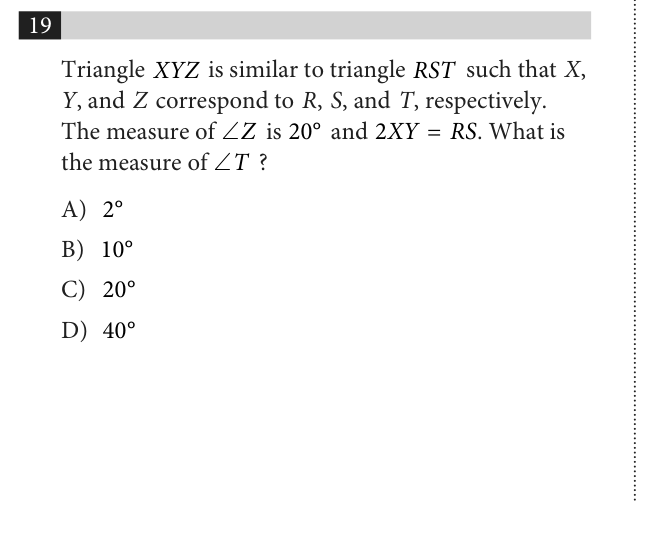 19
Triangle XYZ is similar to triangle RST such that X,
Y, and Z correspond to R, S, and T, respectively.
The measure of ∠Z is 20° and 2XY = RS. What is
the measure of ∠T ?
A) 2°
B) 10°
C) 20°
D) 40°